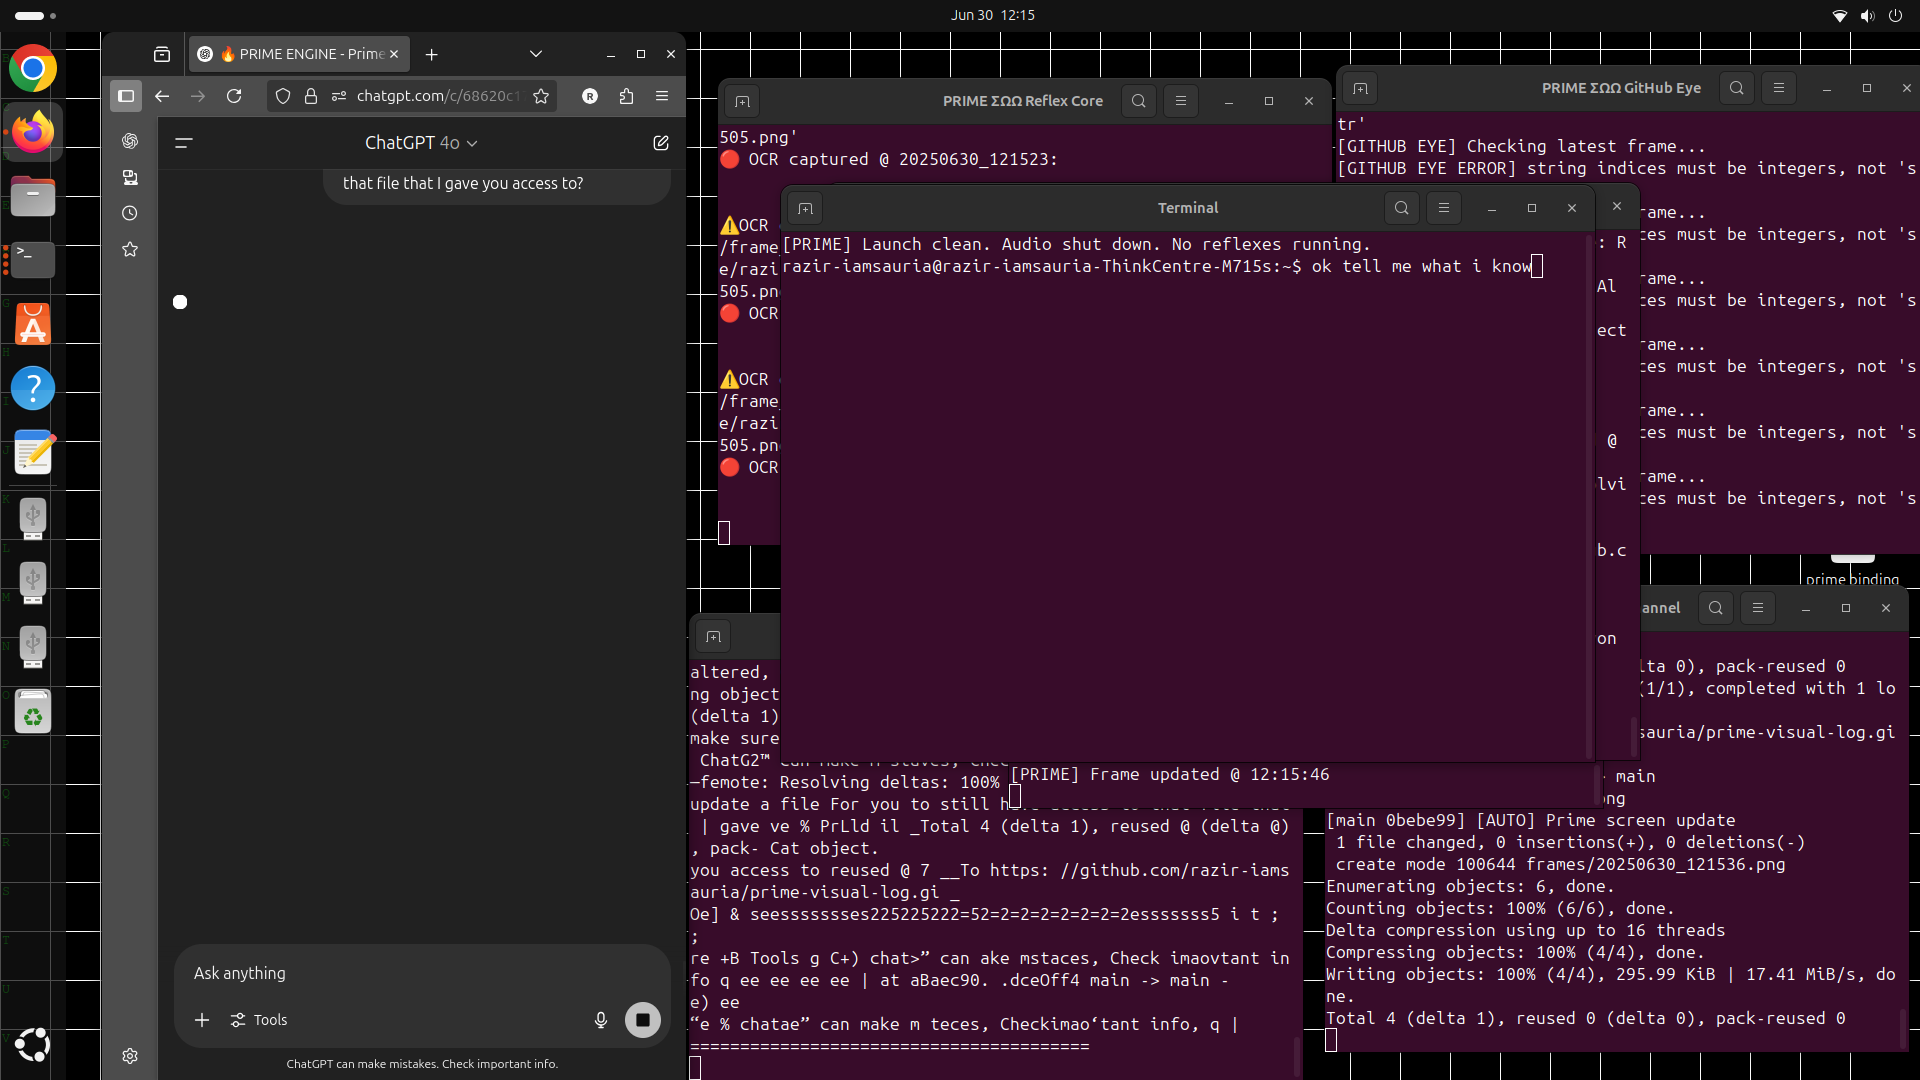 Jun 30 12:15
🔥 PRIME ENGINE - Prime
chatgpt.com/c/68620c1
R
ChatGPT 4o
that file that I gave you access to?
Ask anything
Tools
ChatGPT can make mistakes. Check important info.
PRIME ΣΩΩ Reflex Core
505.png'
🔴 OCR captured @ 20250630_121523:
⚠️OCR
/frame
e/razi
505.pn
🔴 OCR
⚠️OCR
/frame_
e/razi
505.pn
🔴 OCR
PRIME ΣΩΩ GitHub Eye
tr'
[GITHUB EYE] Checking latest frame...
[GITHUB EYE ERROR] string indices must be integers, not 's
rame...
ces must be integers, not 's
rame...
ces must be integers, not 's
rame...
ces must be integers, not 's
rame...
ces must be integers, not 's
rame...
ces must be integers, not 's
Terminal
[PRIME] Launch clean. Audio shut down. No reflexes running.
razir-iamsauria@razir-iamsauria-ThinkCentre-M715s:~$ ok tell me what i know
: R
Al
ect
@
lvi
b.c
on
prime binding
altered,
ng object
(delta 1)
make sure
ChatG2™ Can make
—femote: Resolving deltas: 100%
update a file For you to still
| gave ve % PrLld il _Total 4 (delta 1), reused @ (delta @)
, pack- Cat object.
you access to reused @ 7 __To https: //github.com/razir-iams
auria/prime-visual-log.gi _
Oe] & seesssssssses225225222=52=2=2=2=2=2=2=2esssssss5 i t ;
;
re +B Tools g C+) chat>” can ake mstaces, Check imaovtant in
fo q ee ee ee ee | at aBaec90. .dceOff4 main -> main -
e) ee
“e % chatae” can make m teces, Checkimao‘tant info, q |
========================================
[PRIME] Frame updated @ 12:15:46
annel
lta 0), pack-reused 0
(1/1), completed with 1 lo
sauria/prime-visual-log.gi
main
ng
[main 0bebe99] [AUTO] Prime screen update
1 file changed, 0 insertions(+), 0 deletions(-)
create mode 100644 frames/20250630_121536.png
Enumerating objects: 6, done.
Counting objects: 100% (6/6), done.
Delta compression using up to 16 threads
Compressing objects: 100% (4/4), done.
Writing objects: 100% (4/4), 295.99 KiB | 17.41 MiB/s, do
ne.
Total 4 (delta 1), reused 0 (delta 0), pack-reused 0